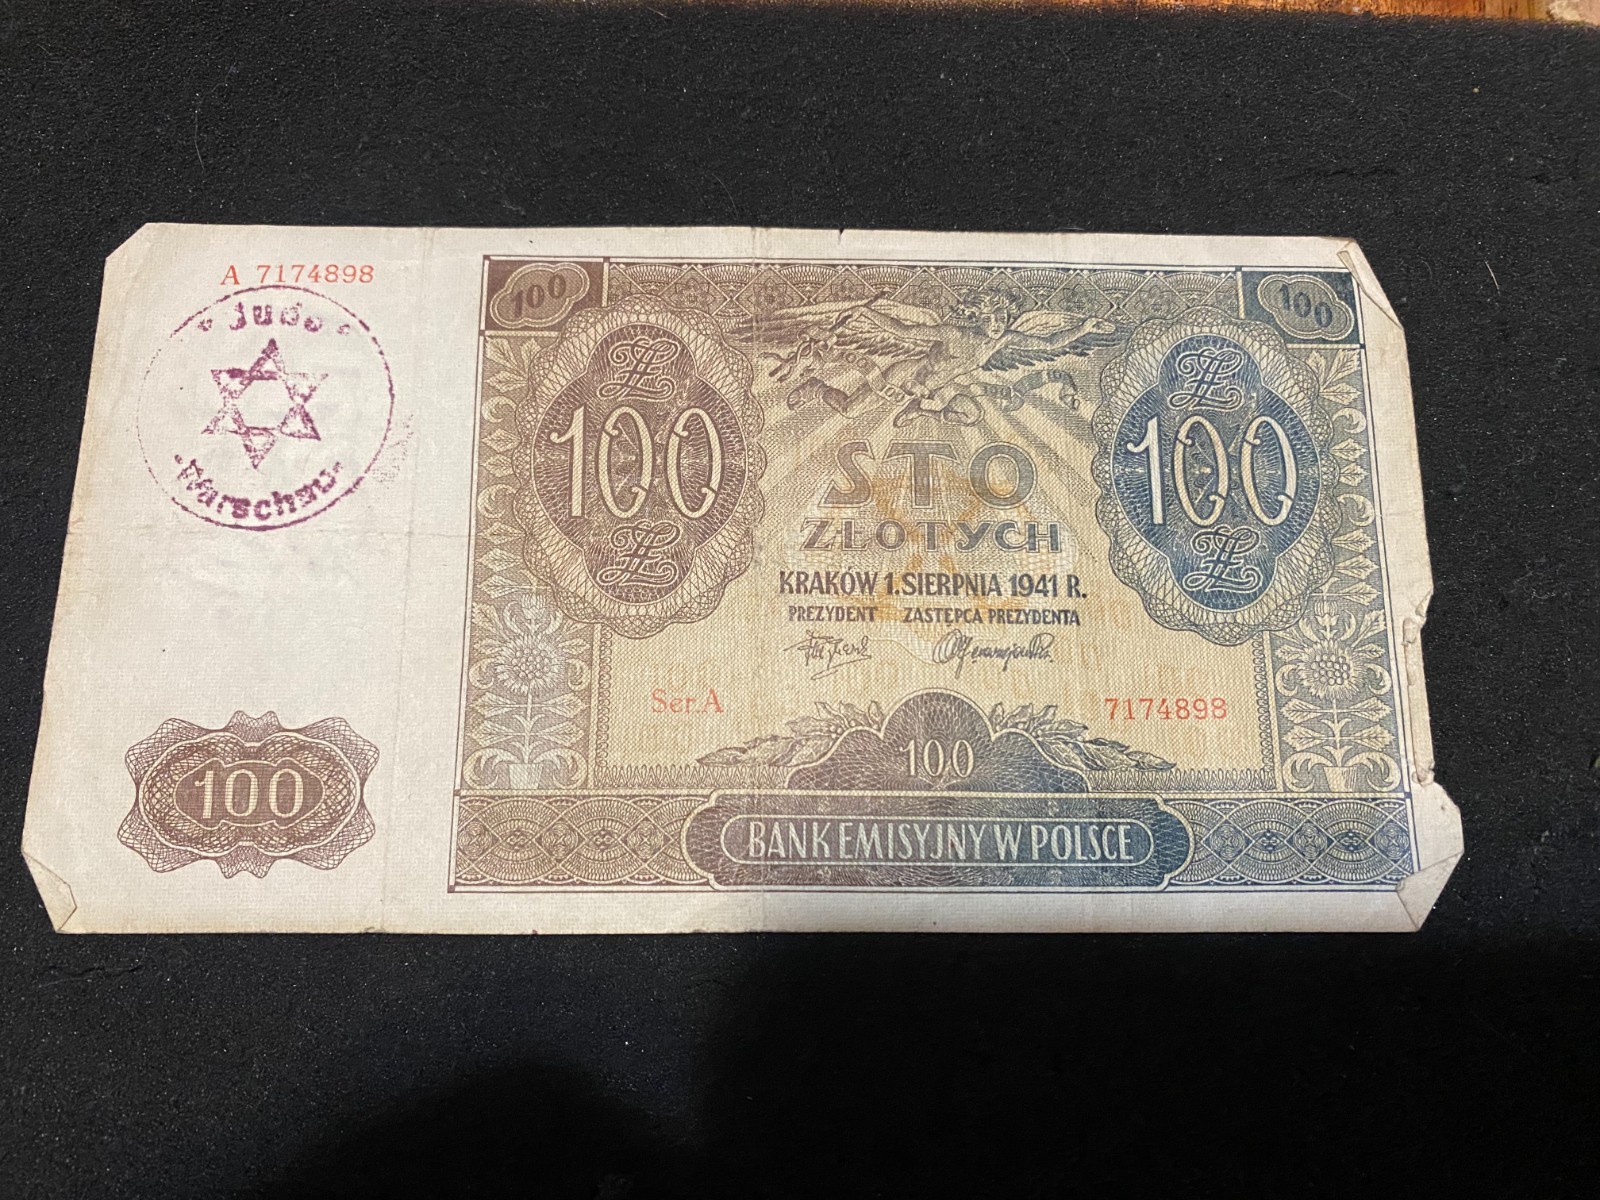 A 7174898
Jude
Warschau
100
100
100
100
100
STO
ZŁOTYCH
KRAKÓW 1. SIERPNIA 1941 R.
PREZYDENT ZASTĘPCA PREZYDENTA
Ser.A 7174898
100
BANK EMISYJNY W POLSCE